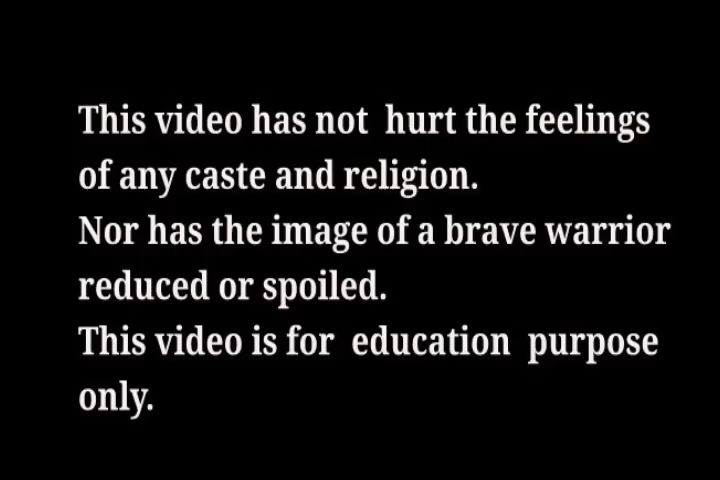 This video has not  hurt the feelings
of any caste and religion.
Nor has the image of a brave warrior
reduced or spoiled.
This video is for  education  purpose
only.